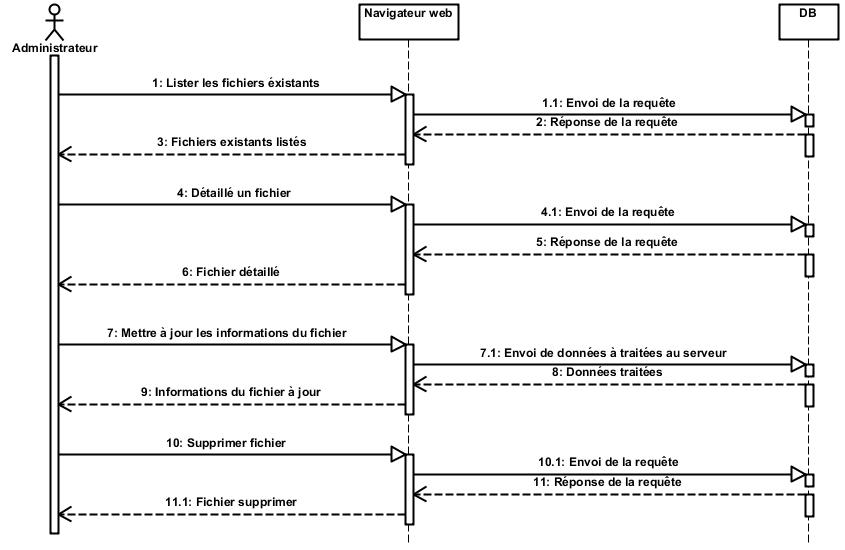 Administrateur
Navigateur web
DB
1: Lister les fichiers éxistants
1.1: Envoi de la requête
2: Réponse de la requête
3: Fichiers existants listés
4: Détaillé un fichier
4.1: Envoi de la requête
5: Réponse de la requête
6: Fichier détaillé
7: Mettre à jour les informations du fichier
7.1: Envoi de données à traitées au serveur
8: Données traitées
9: Informations du fichier à jour
10: Supprimer fichier
10.1: Envoi de la requête
11: Réponse de la requête
11.1: Fichier supprimer